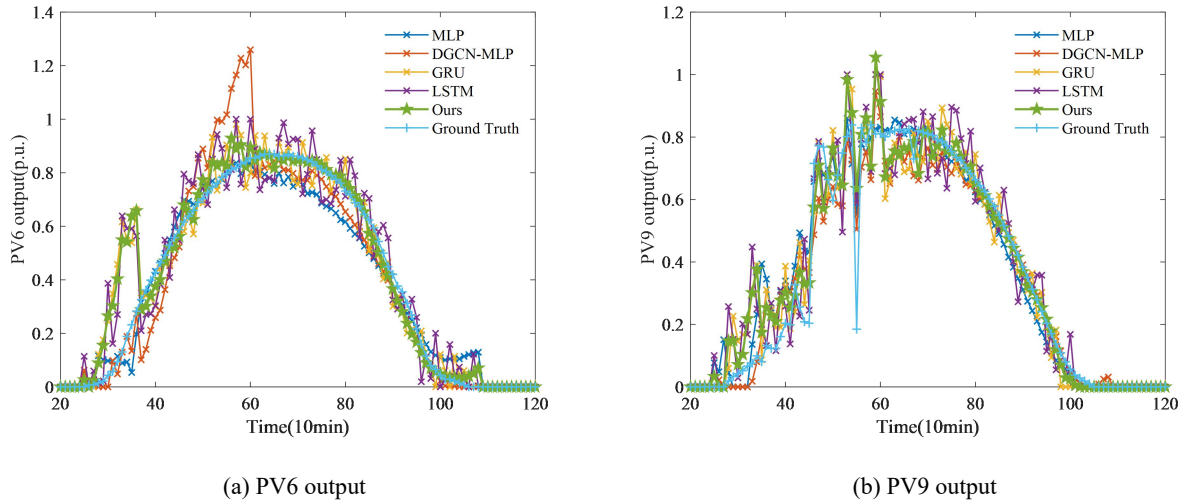 1.4
1.2
1
0.8
0.6
0.4
0.2
0
PV6 output(p.u.)
20
40
60
80
100
120
Time(10min)
MLP
DGCN-MLP
GRU
LSTM
Ours
Ground Truth
(a) PV6 output
1.2
1
0.8
0.6
0.4
0.2
0
PV9 output(p.u.)
20
40
60
80
100
120
Time(10min)
MLP
DGCN-MLP
GRU
LSTM
Ours
Ground Truth
(b) PV9 output